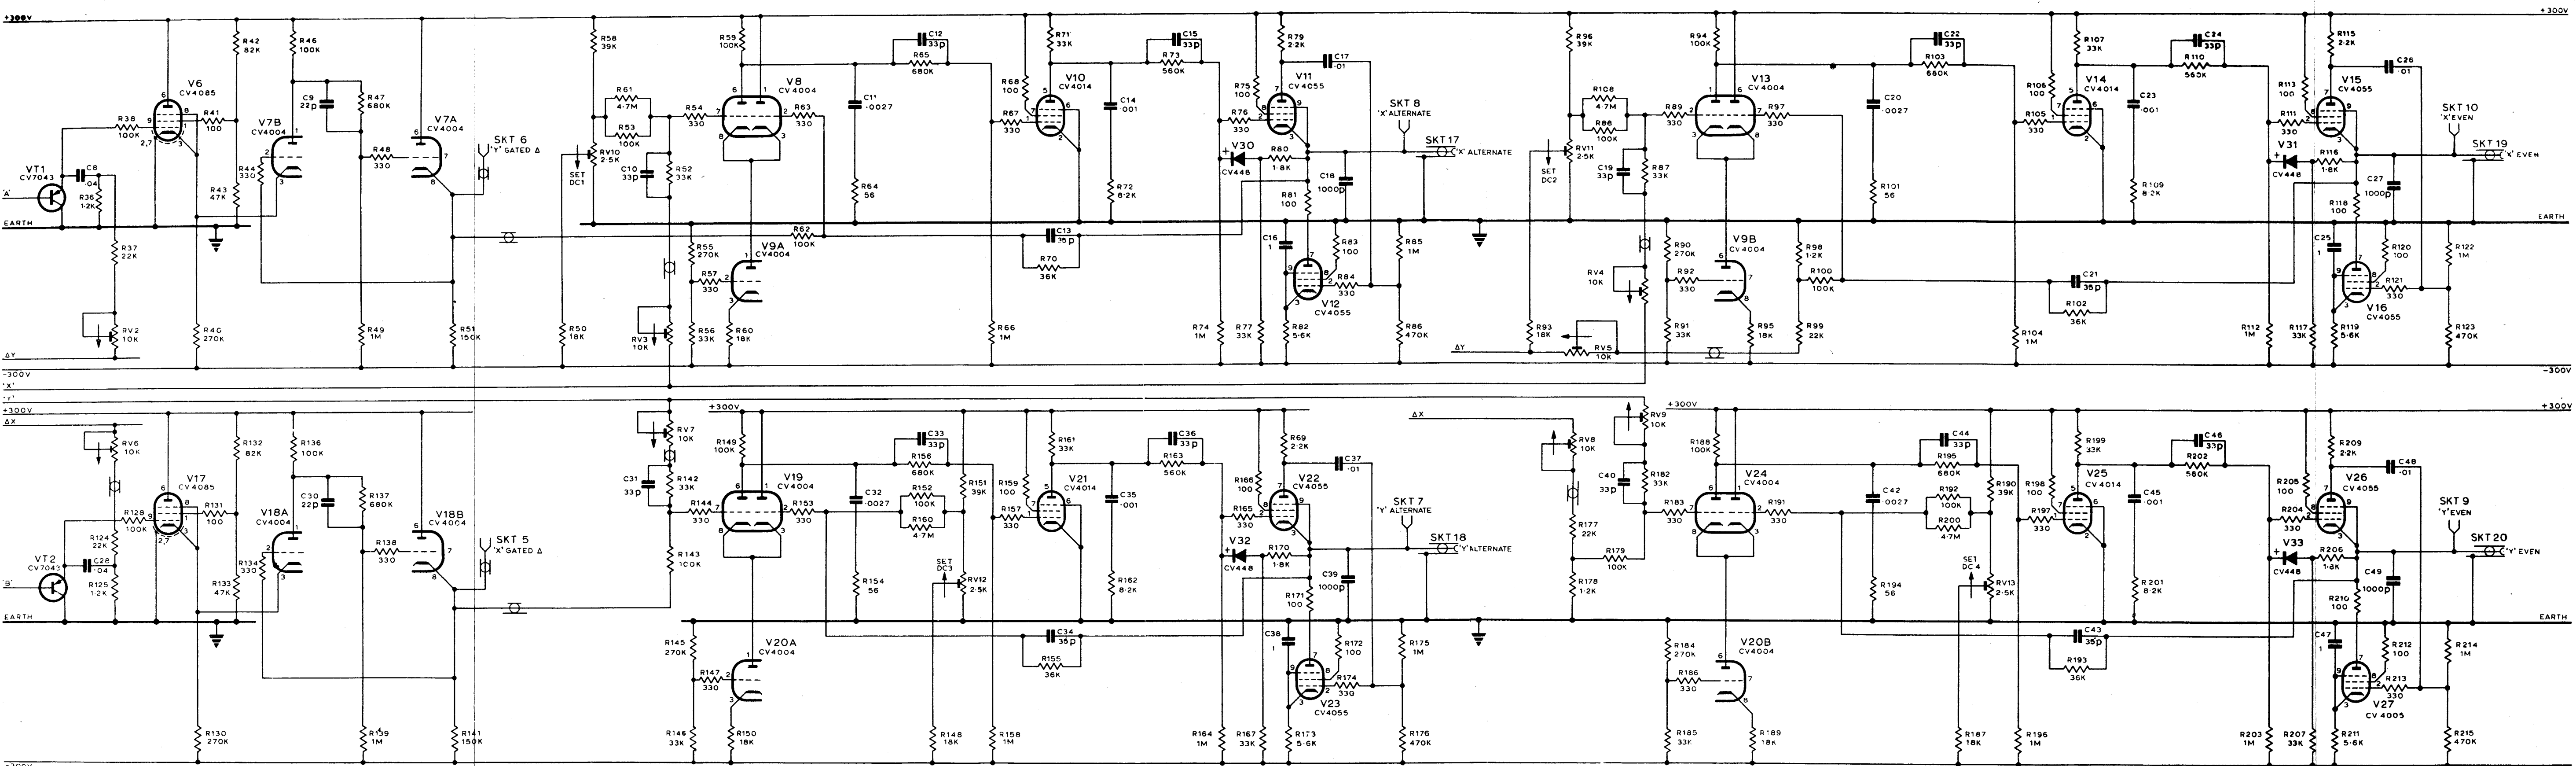 +300V
+300V
R42
82K
R46
100K
R58
39K
R59
100K
C12
33p
R65
680K
R71
33K
C15
33p
R73
560K
R79
2.2K
C17
.01
R96
39K
R94
100K
C22
33p
R103
680K
R107
33K
C24
33p
R110
560K
R115
2.2K
C26
.01
V6
CV4085
R38
100K
R41
100
V7B
CV4004
C9
22p
R47
680K
V7A
CV4004
R48
330
R44
330
SKT 6
'Y' GATED Δ
R61
4.7M
R53
100K
R54
330
V8
CV4004
R63
330
C11
.0027
R68
100
R67
330
V10
CV4014
C14
.001
R75
100
R76
330
V11
CV4055
SKT 8
'X' ALTERNATE
SKT 17
'X' ALTERNATE
R108
4.7M
R88
100K
R89
330
V13
CV4004
R97
330
C20
.0027
R106
100
R105
330
V14
CV4014
C23
.001
R113
100
R111
330
V15
CV4055
SKT 10
'X' EVEN
SKT 19
'X' EVEN
VT1
CV7043
'A'
C8
.04
R36
1.2K
R43
47K
RV10
2.5K
SET
DC1
C10
33p
R52
33K
R64
56
R72
8.2K
V30
CV448
R80
1.8K
R81
100
C18
1000p
RV11
2.5K
SET
DC2
C19
33p
R87
33K
R101
56
R109
8.2K
V31
CV448
R116
1.8K
C27
1000p
R118
100
EARTH
EARTH
R37
22K
R55
270K
R57
330
V9A
CV4004
R62
100K
C13
35p
R70
36K
C16
1
R83
100
R84
330
R85
1M
V12
CV4055
R90
270K
R92
330
RV4
10K
V9B
CV4004
R98
1.2K
R100
100K
C21
35p
R102
36K
C25
1
R120
100
R121
330
R122
1M
V16
CV4055
RV2
10K
R40
270K
R49
1M
R51
150K
R50
18K
RV3
10K
R56
33K
R60
18K
R66
1M
R74
1M
R77
33K
R82
5.6K
R86
470K
R93
18K
RV5
10K
R91
33K
R95
18K
R99
22K
R104
1M
R112
1M
R117
33K
R119
5.6K
R123
470K
ΔY
ΔY
-300V
-300V
'X'
'Y'
+300V
+300V
+300V
+300V
ΔX
ΔX
RV6
10K
R132
82K
R136
100K
RV7
10K
R149
100K
C33
33p
R156
680K
R151
39K
R161
33K
C36
33p
R163
560K
R69
2.2K
C37
.01
RV8
10K
RV9
10K
R188
100K
C44
33p
R195
680K
R190
39K
R199
33K
C46
33p
R202
560K
R209
2.2K
C48
.01
V17
CV4085
R128
100K
R131
100
V18A
CV4004
C30
22p
R137
680K
V18B
CV4004
R138
330
R134
330
SKT 5
'X' GATED Δ
C31
33p
R142
33K
R144
330
V19
CV4004
R153
330
C32
.0027
R152
100K
R160
4.7M
R159
100
R157
330
V21
CV4014
C35
.001
R166
100
R165
330
V22
CV4055
SKT 7
'Y' ALTERNATE
SKT 18
'Y' ALTERNATE
C40
33p
R182
33K
R183
330
V24
CV4004
R191
330
C42
.0027
R192
100K
R200
4.7M
R198
100
R197
330
V25
CV4014
C45
.001
R205
100
R204
330
V26
CV4055
SKT 9
'Y' EVEN
SKT 20
'Y' EVEN
VT2
CV7043
'B'
R124
22K
C28
.04
R125
1.2K
R133
47K
R143
100K
R154
56
SET
DC3
RV12
2.5K
R162
8.2K
V32
CV448
R170
1.8K
R171
100
C39
1000p
R177
22K
R179
100K
R178
1.2K
R194
56
SET
DC4
RV13
2.5K
R201
8.2K
V33
CV448
R206
1.8K
C49
1000p
R210
100
EARTH
EARTH
R145
270K
R147
330
V20A
CV4004
C34
35p
R155
36K
C38
1
R172
100
R174
330
R175
1M
V23
CV4055
R184
270K
R186
330
V20B
CV4004
C43
35p
R193
36K
C47
1
R212
100
R213
330
R214
1M
V27
CV4005
R130
270K
R139
1M
R141
150K
R146
33K
R150
18K
R148
18K
R158
1M
R164
1M
R167
33K
R173
5.6K
R176
470K
R185
33K
R189
18K
R187
18K
R196
1M
R203
1M
R207
33K
R211
5.6K
R215
470K
-300V